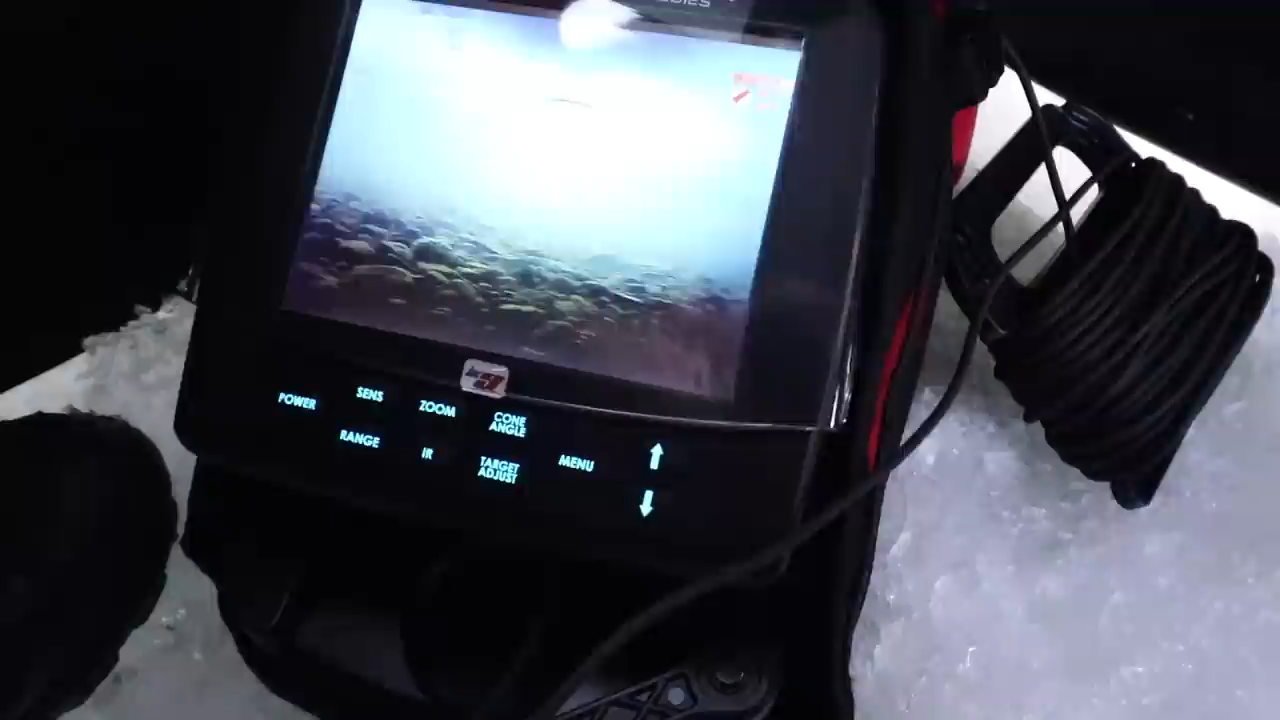 POWER
SENS
ZOOM
CONE
ANGLE
RANGE
IR
TARGET
ADJUST
MENU